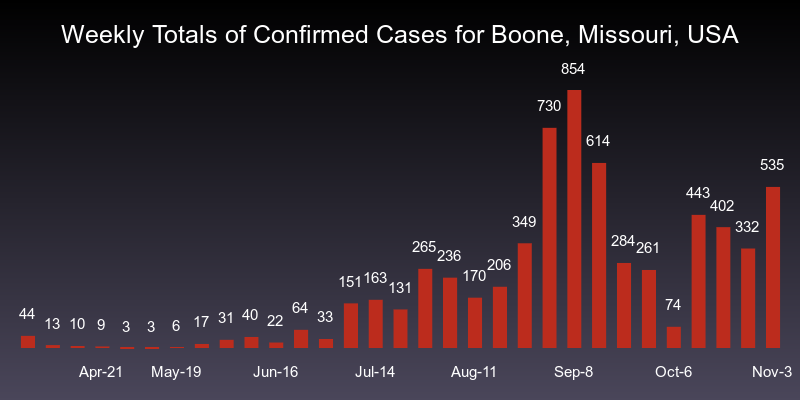 Weekly Totals of Confirmed Cases for Boone, Missouri, USA
44 13 10 9 3 3 6 17 31 40 22 64 33 151 163 131 265 236 170 206 349 730 854 614 284 261 74 443 402 332 535
Apr-21 May-19 Jun-16 Jul-14 Aug-11 Sep-8 Oct-6 Nov-3